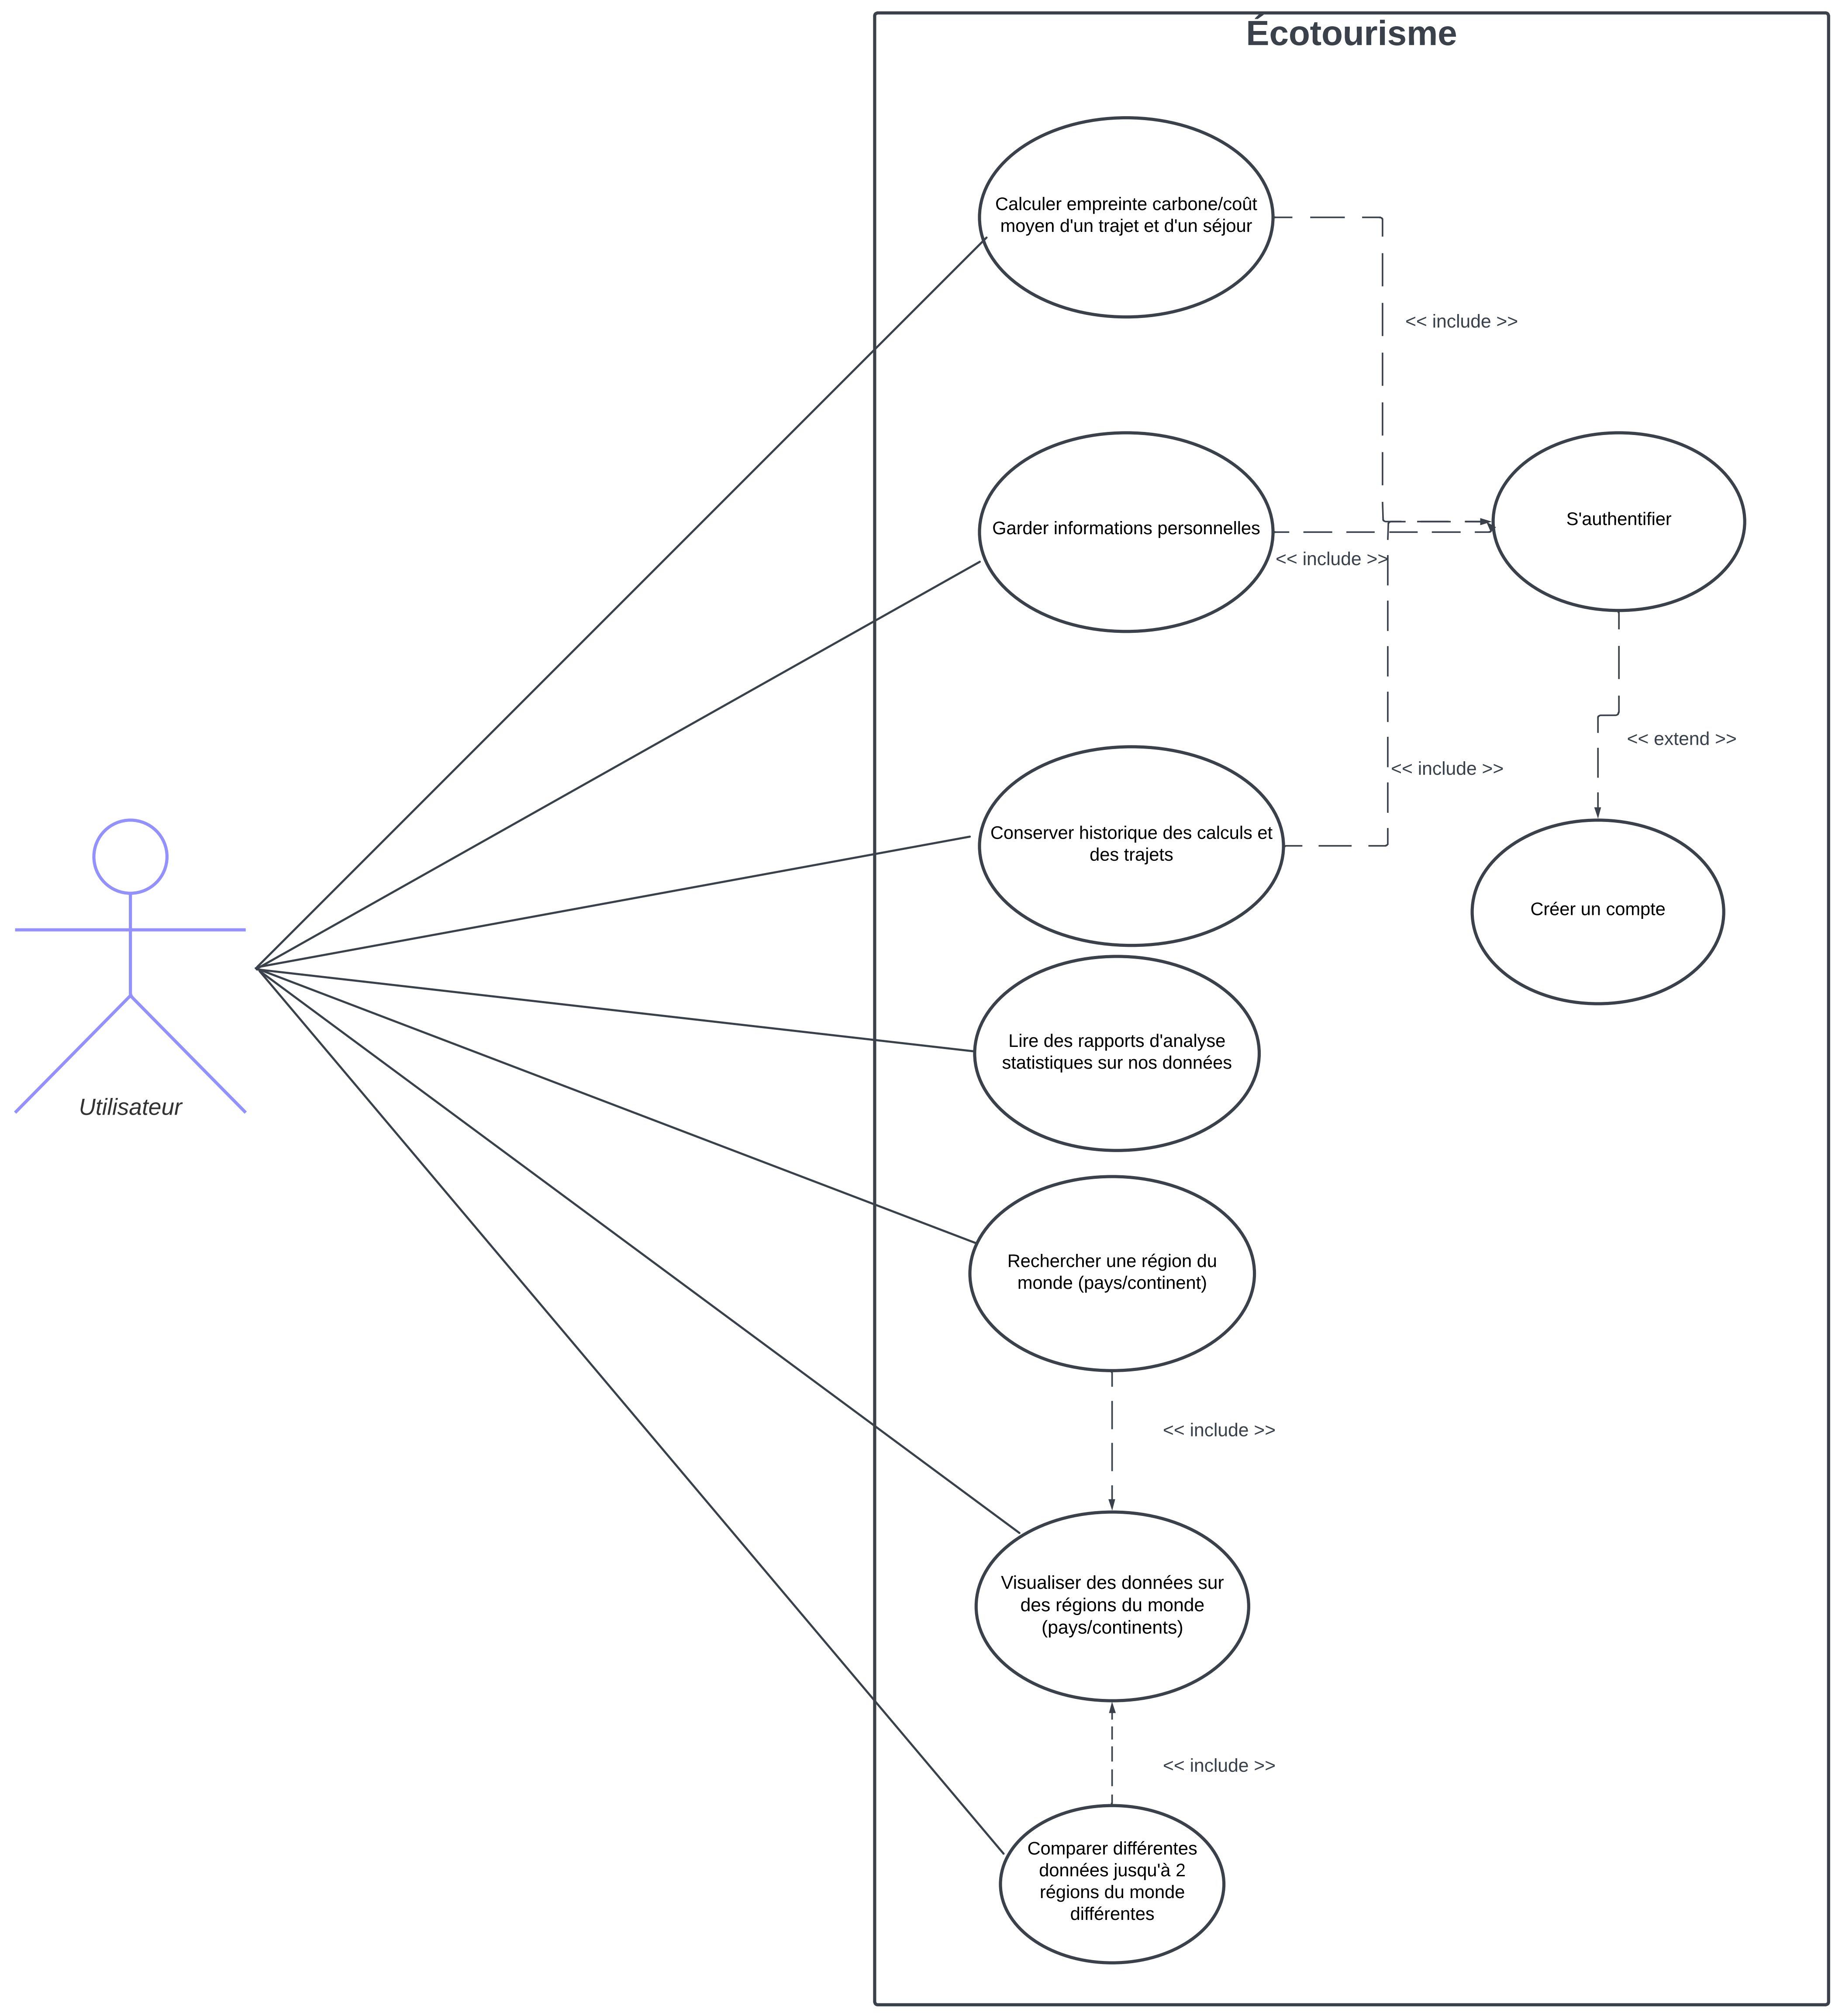 Écotourisme
Calculer empreinte carbone/coût
moyen d'un trajet et d'un séjour
<< include >>
Garder informations personnelles
S'authentifier
<< include >>
<< extend >>
<< include >>
Conserver historique des calculs et
des trajets
Créer un compte
Lire des rapports d'analyse
statistiques sur nos données
Utilisateur
Rechercher une région du
monde (pays/continent)
<< include >>
Visualiser des données sur
des régions du monde
(pays/continents)
<< include >>
Comparer différentes
données jusqu'à 2
régions du monde
différentes